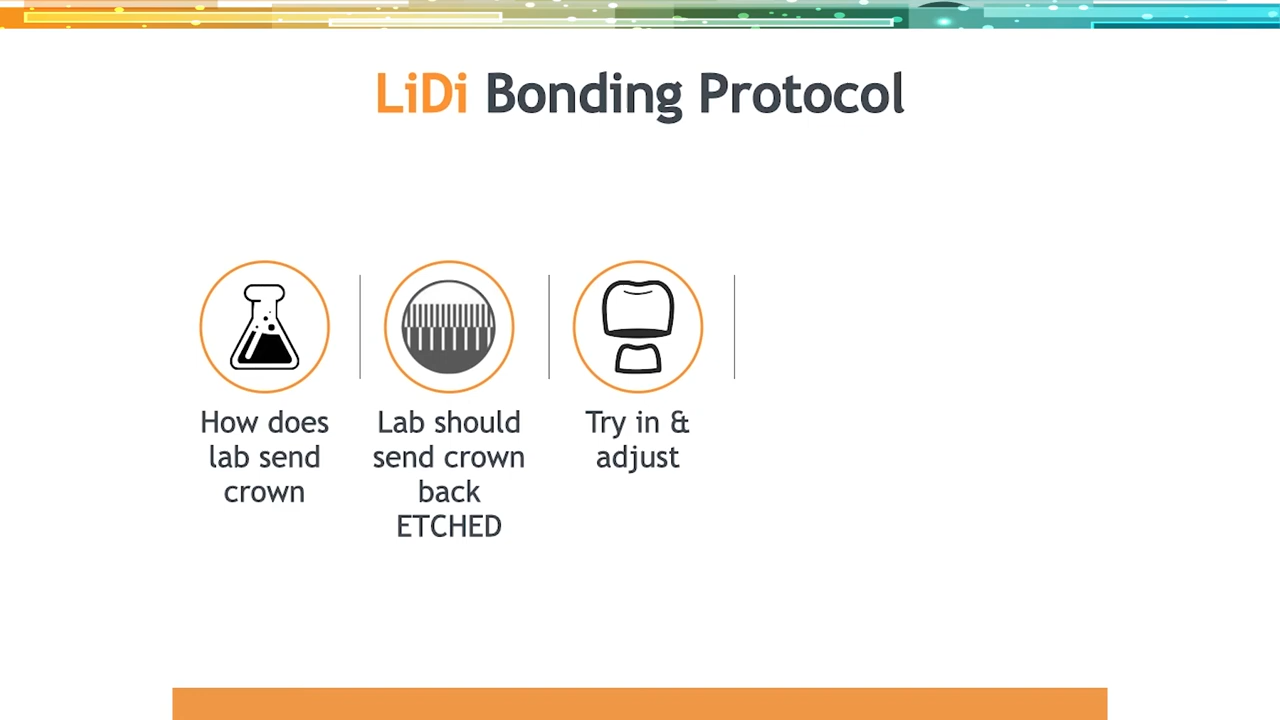 LiDi Bonding Protocol
How does
lab send
crown
Lab should
send crown
back
ETCHED
Try in &
adjust